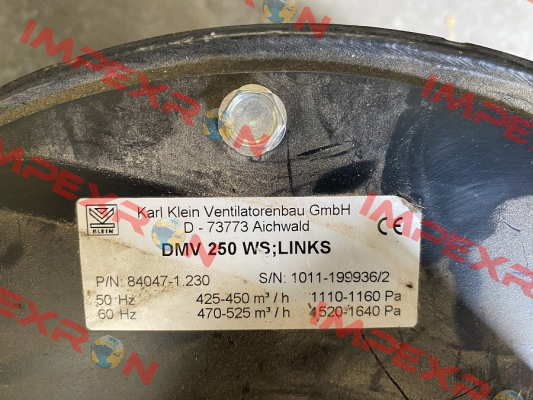 IMPEXRON
IMPEXRON
IMPEXRON
KLEIN
Karl Klein Ventilatorenbau GmbH
D - 73773 Aichwald
CE
DMV 250 WS;LINKS
P/N: 84047-1.230 S/N: 1011-199936/2
50 Hz 425-450 m³/h 1110-1160 Pa
60 Hz 470-525 m³/h 1520-1640 Pa
IMPEXRON
IMPEXRON